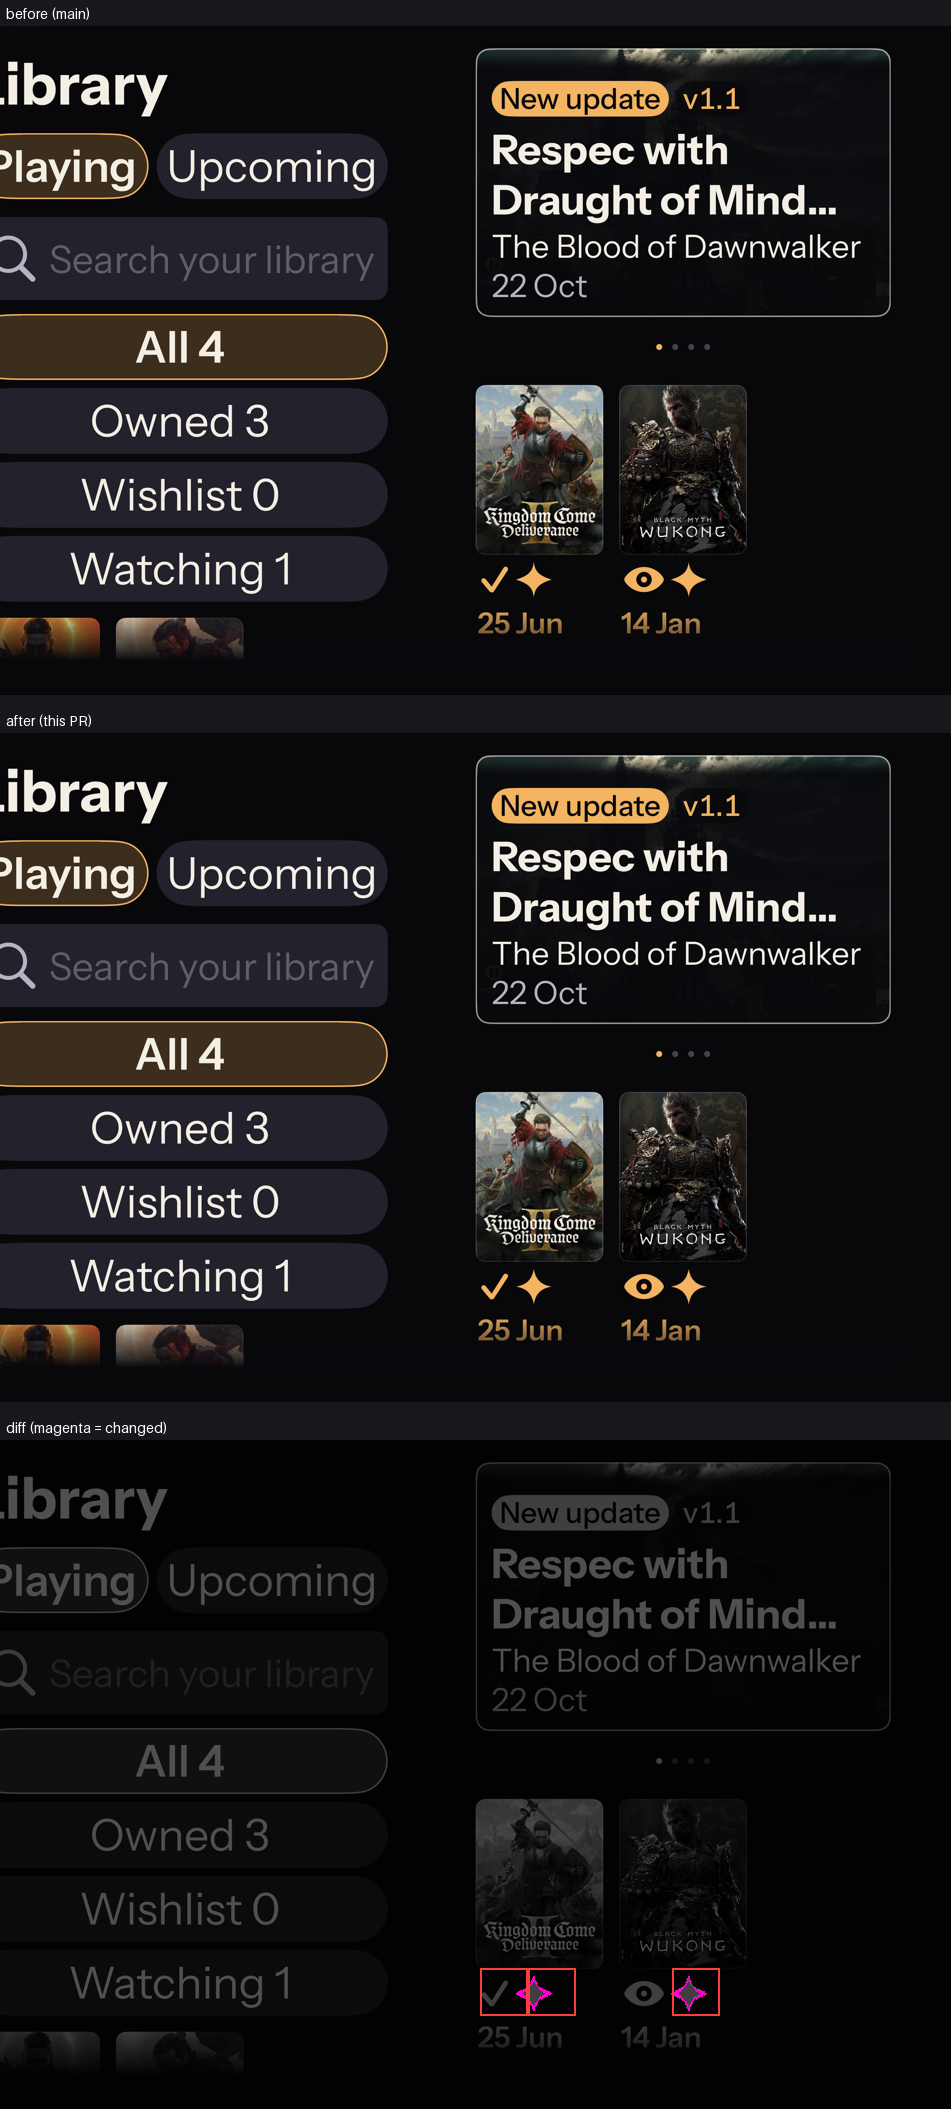 before (main)
Library
Playing
Upcoming
Search your library
All 4
Owned 3
Wishlist 0
Watching 1
New update v1.1
Respec with
Draught of Mind...
The Blood of Dawnwalker
22 Oct
Kingdom Come
II
Deliverance
BLACK MYTH
WUKONG
25 Jun
14 Jan
after (this PR)
Library
Playing
Upcoming
Search your library
All 4
Owned 3
Wishlist 0
Watching 1
New update v1.1
Respec with
Draught of Mind...
The Blood of Dawnwalker
22 Oct
Kingdom Come
II
Deliverance
BLACK MYTH
WUKONG
25 Jun
14 Jan
diff (magenta = changed)
Library
Playing
Upcoming
Search your library
All 4
Owned 3
Wishlist 0
Watching 1
New update v1.1
Respec with
Draught of Mind...
The Blood of Dawnwalker
22 Oct
Kingdom Come
II
Deliverance
BLACK MYTH
WUKONG
25 Jun
14 Jan